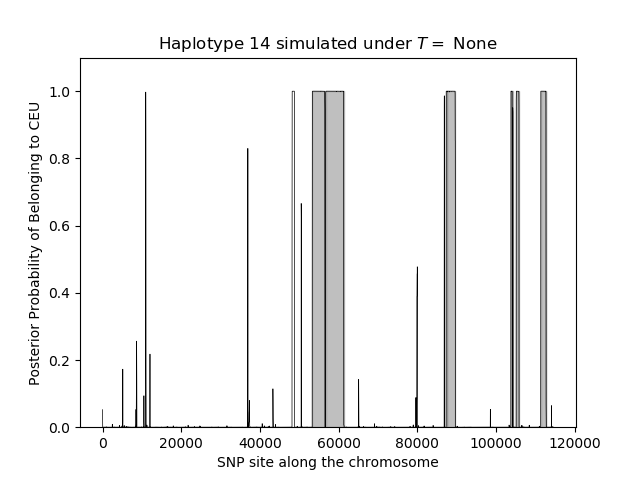 Haplotype 14 simulated under T = None
Posterior Probability of Belonging to CEU
1.0
0.8
0.6
0.4
0.2
0.0
0 20000 40000 60000 80000 100000 120000
SNP site along the chromosome